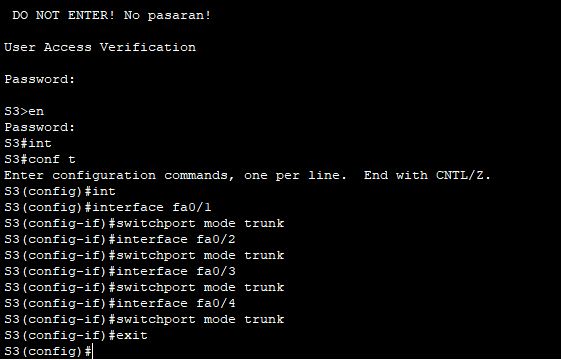 DO NOT ENTER! No pasaran!
User Access Verification
Password:
S3>en
Password:
S3#int
S3#conf t
Enter configuration commands, one per line.  End with CNTL/Z.
S3(config)#int
S3(config)#interface fa0/1
S3(config-if)#switchport mode trunk
S3(config-if)#interface fa0/2
S3(config-if)#switchport mode trunk
S3(config-if)#interface fa0/3
S3(config-if)#switchport mode trunk
S3(config-if)#interface fa0/4
S3(config-if)#switchport mode trunk
S3(config-if)#exit
S3(config)#